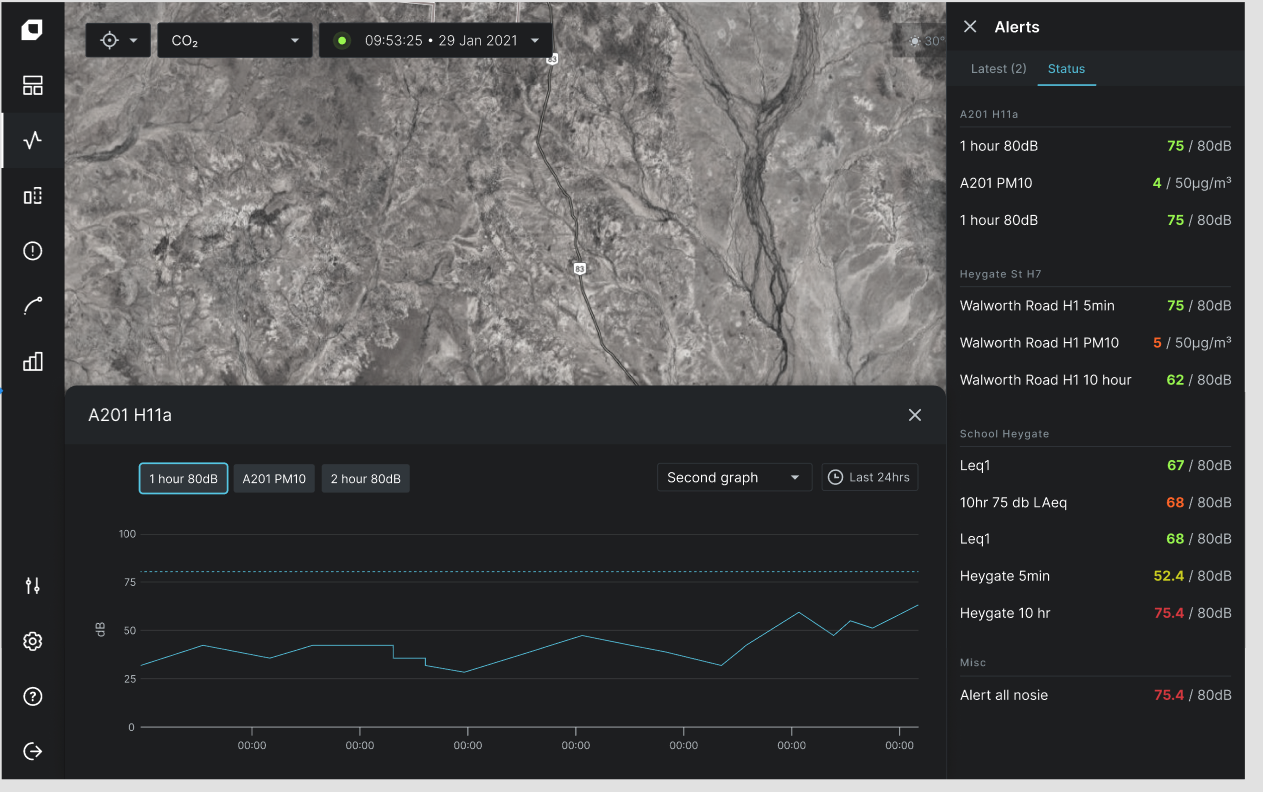 CO₂
09:53:25 • 29 Jan 2021
30°
83
83
A201 H11a
1 hour 80dB
A201 PM10
2 hour 80dB
Second graph
Last 24hrs
100
75
50
25
0
dB
00:00
00:00
00:00
00:00
00:00
00:00
00:00
Alerts
Latest (2)
Status
A201 H11a
1 hour 80dB 75 / 80dB
A201 PM10 4 / 50µg/m³
1 hour 80dB 75 / 80dB
Heygate St H7
Walworth Road H1 5min 75 / 80dB
Walworth Road H1 PM10 5 / 50µg/m³
Walworth Road H1 10 hour 62 / 80dB
School Heygate
Leq1 67 / 80dB
10hr 75 db LAeq 68 / 80dB
Leq1 68 / 80dB
Heygate 5min 52.4 / 80dB
Heygate 10 hr 75.4 / 80dB
Misc
Alert all nosie 75.4 / 80dB